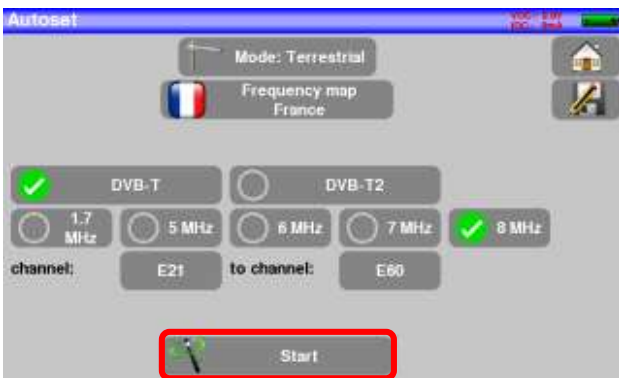 Autoset
Mode: Terrestrial
Frequency map
France
DVB-T
DVB-T2
1.7
MHz
5 MHz
6 MHz
7 MHz
8 MHz
channel:
E21
to channel:
E60
Start